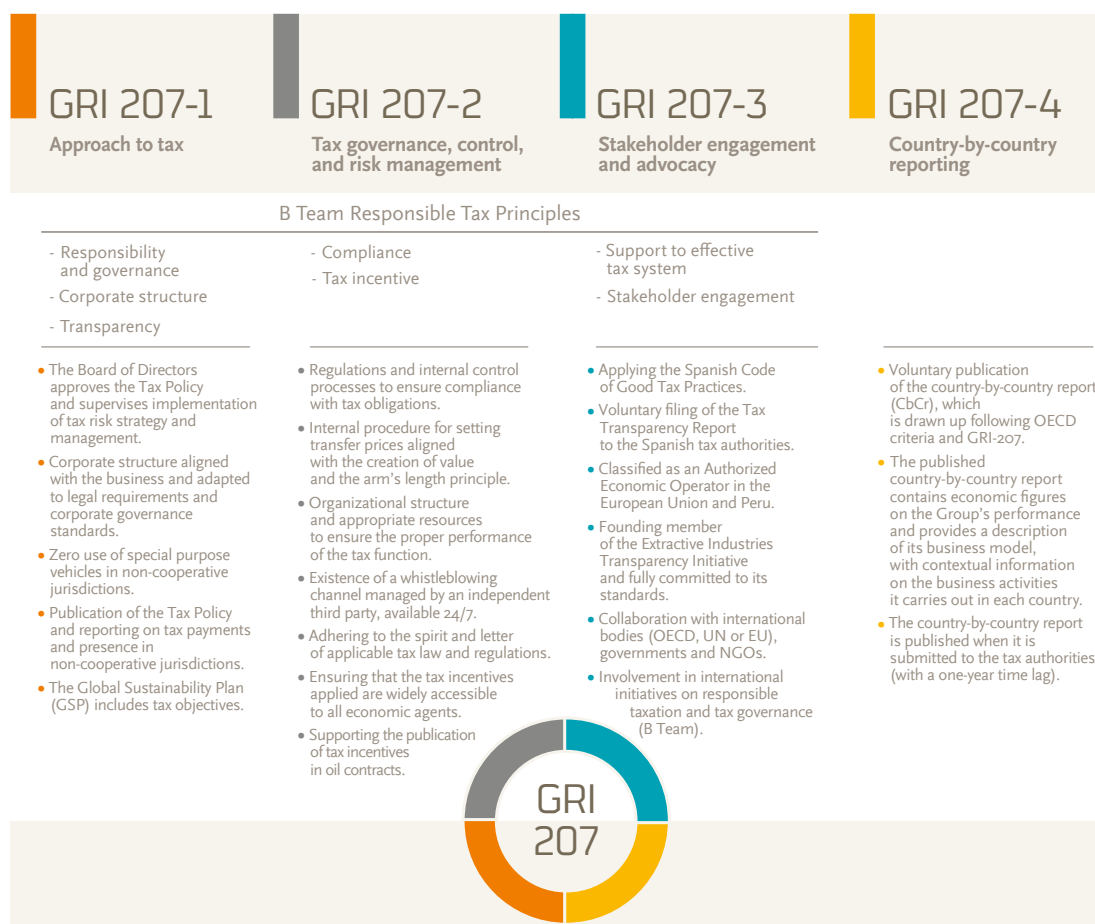 GRI 207-1
Approach to tax
GRI 207-2
Tax governance, control,
and risk management
GRI 207-3
Stakeholder engagement
and advocacy
GRI 207-4
Country-by-country
reporting
B Team Responsible Tax Principles
- Responsibility
and governance
- Corporate structure
- Transparency
- Compliance
- Tax incentive
- Support to effective
tax system
- Stakeholder engagement
• The Board of Directors
approves the Tax Policy
and supervises implementation
of tax risk strategy and
management.
• Corporate structure aligned
with the business and adapted
to legal requirements and
corporate governance
standards.
• Zero use of special purpose
vehicles in non-cooperative
jurisdictions.
• Publication of the Tax Policy
and reporting on tax payments
and presence in
non-cooperative jurisdictions.
• The Global Sustainability Plan
(GSP) includes tax objectives.
• Regulations and internal control
processes to ensure compliance
with tax obligations.
• Internal procedure for setting
transfer prices aligned
with the creation of value
and the arm's length principle.
• Organizational structure
and appropriate resources
to ensure the proper performance
of the tax function.
• Existence of a whistleblowing
channel managed by an independent
third party, available 24/7.
• Adhering to the spirit and letter
of applicable tax law and regulations.
• Ensuring that the tax incentives
applied are widely accessible
to all economic agents.
• Supporting the publication
of tax incentives
in oil contracts.
• Applying the Spanish Code
of Good Tax Practices.
• Voluntary filing of the Tax
Transparency Report
to the Spanish tax authorities.
• Classified as an Authorized
Economic Operator in the
European Union and Peru.
• Founding member
of the Extractive Industries
Transparency Initiative
and fully committed to its
standards.
• Collaboration with international
bodies (OECD, UN or EU),
governments and NGOs.
• Involvement in international
initiatives on responsible
taxation and tax governance
(B Team).
• Voluntary publication
of the country-by-country report
(CbCr), which
is drawn up following OECD
criteria and GRI-207.
• The published
country-by-country report
contains economic figures
on the Group's performance
and provides a description
of its business model,
with contextual information
on the business activities
it carries out in each country.
• The country-by-country report
is published when it is
submitted to the tax authorities
(with a one-year time lag).
GRI
207